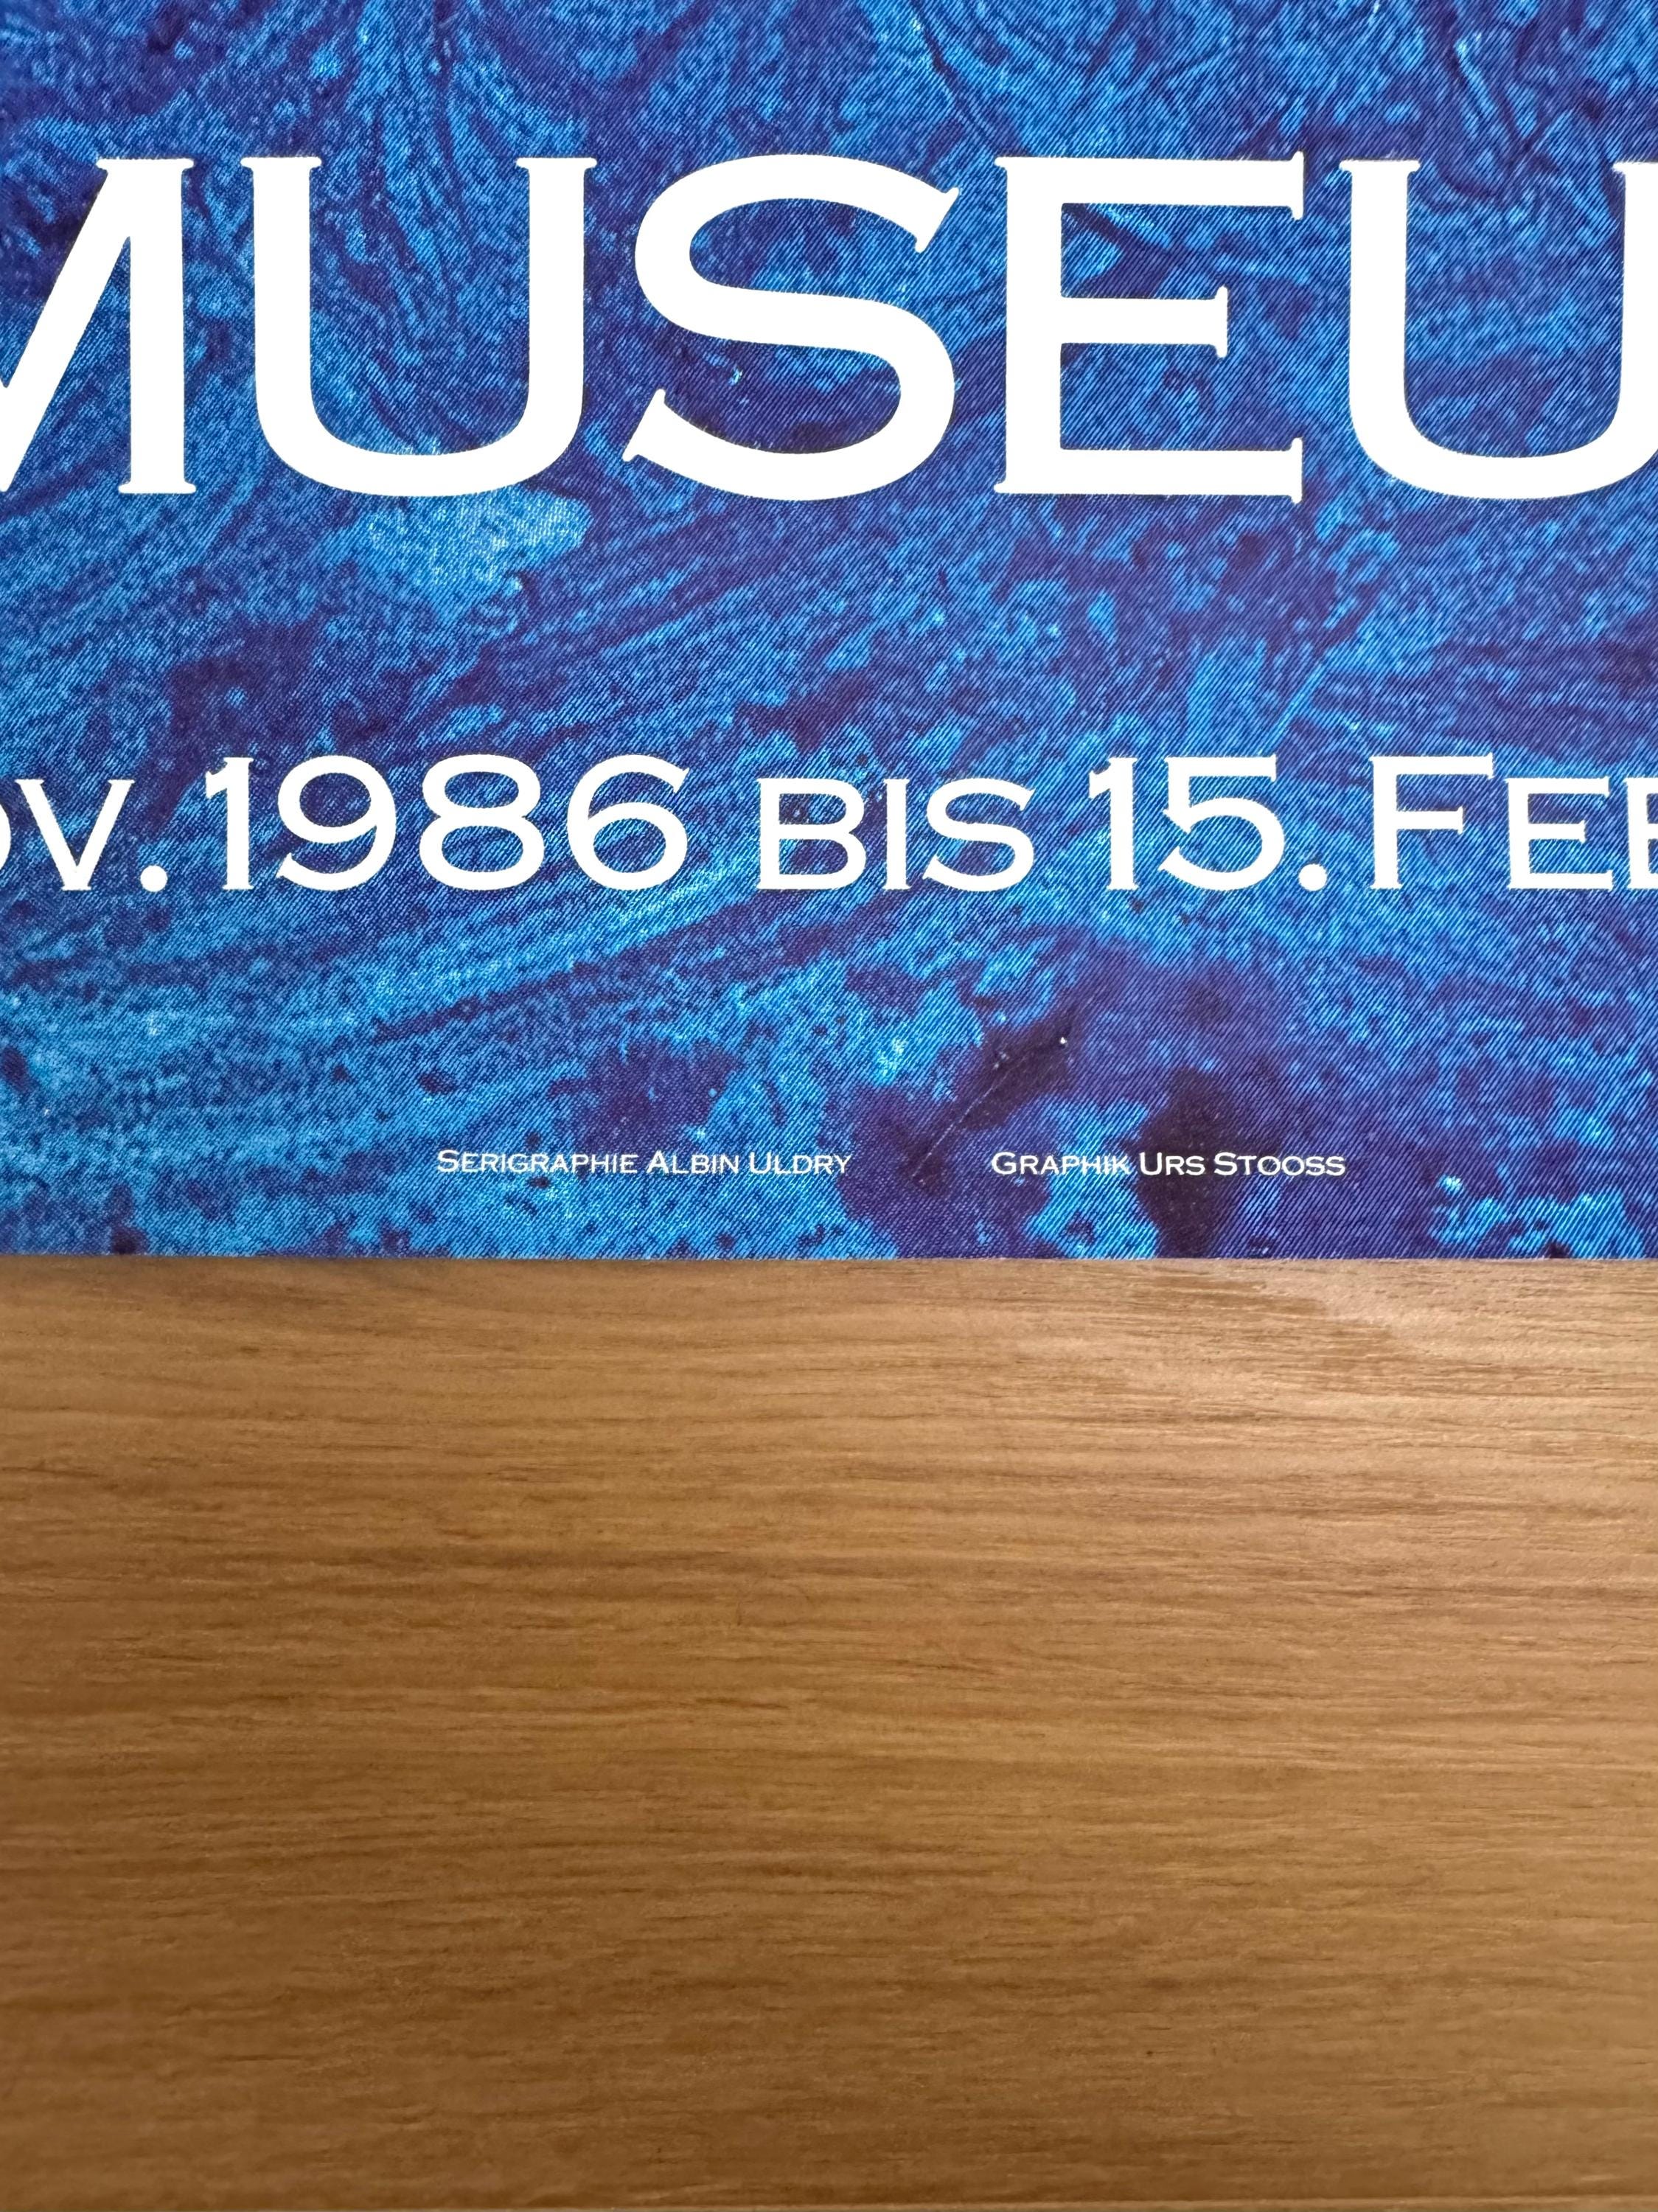 MUSEU
OV. 1986 BIS 15. FEB
SERIGRAPHIE ALBIN ULDRY GRAPHIK URS STOOSS